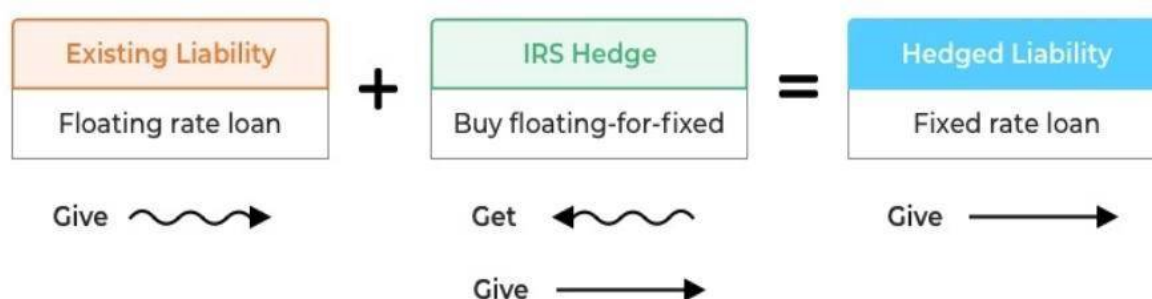 Existing Liability
Floating rate loan
Give
+
IRS Hedge
Buy floating-for-fixed
Get
Give
=
Hedged Liability
Fixed rate loan
Give